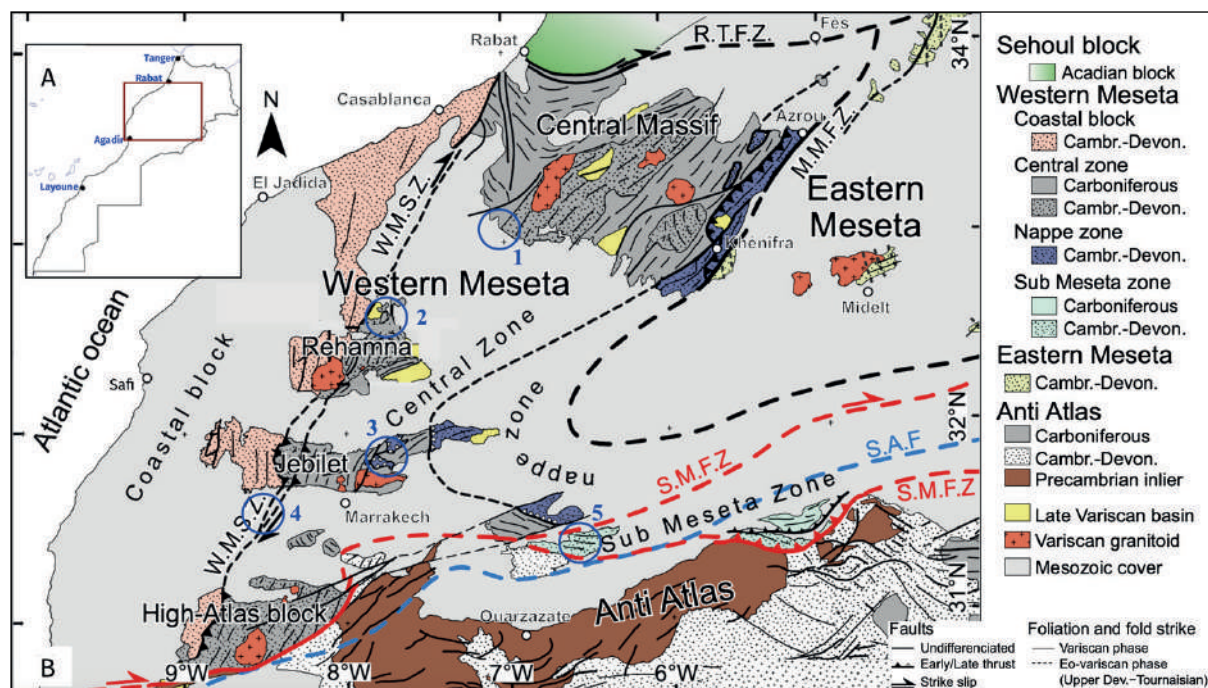 A
Tanger
Rabat
Agadir
Layoune
N
Rabat
R.T.F.Z.
Fès
34°N
Casablanca
Central Massif
Azrou
M.M.F.Z.
El Jadida
W.M.S.Z.
Eastern
Meseta
1
Khénifra
Western Meseta
Midelt
2
Rehamna
Central Zone
Safi
Atlantic ocean
Coastal block
32°N
3
nappe zone
Jebilet
S.M.F.Z
S.A.F
S.M.F.Z
4
Marrakech
5
Sub Meseta Zone
W.M.S.Z.
High-Atlas block
Quarzazate
Anti Atlas
31°N
B
9°W
8°W
7°W
6°W
Sehoul block
Acadian block
Western Meseta
Coastal block
Cambr.-Devon.
Central zone
Carboniferous
Cambr.-Devon.
Nappe zone
Cambr.-Devon.
Sub Meseta zone
Carboniferous
Cambr.-Devon.
Eastern Meseta
Cambr.-Devon.
Anti Atlas
Carboniferous
Cambr.-Devon.
Precambrian inlier
Late Variscan basin
Variscan granitoid
Mesozoic cover
Faults
Undifferenciated
Early/Late thrust
Strike slip
Foliation and fold strike
Variscan phase
Eo-variscan phase
(Upper Dev.–Tournaisian)